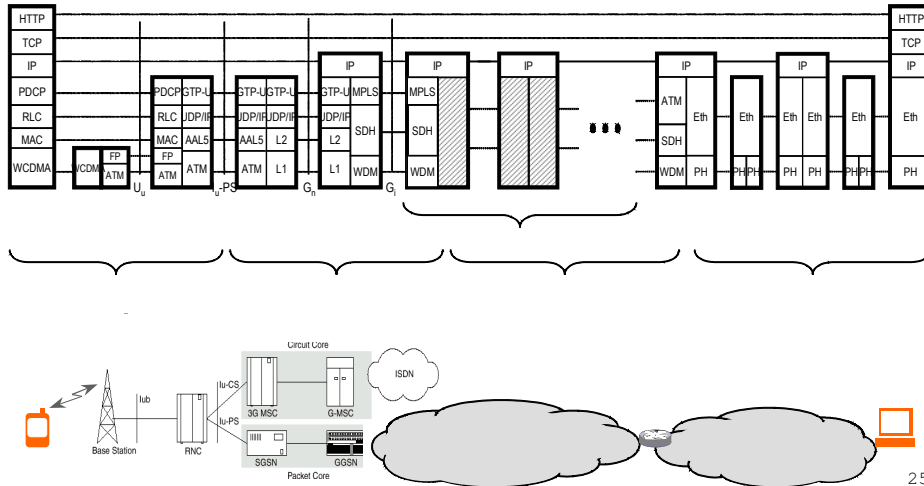 HTTP HTTP
TCP TCP
IP IP IP IP IP IP IP
PDCP PDCP GTP-U GTP-U GTP-U GTP-U MPLS MPLS ATM Eth Eth Eth Eth Eth Eth
RLC RLC UDP/IP UDP/IP UDP/IP UDP/IP SDH SDH
MAC MAC AAL5 AAL5 L2 L2 SDH
WCDMA WCDMA FP FP ATM ATM L1 L1 WDM WDM WDM PH PH PH PH PH PH PH PH
ATM ATM
Uu Iu-PS Gn Gi
Circuit Core
ISDN
Iu-CS
Iub
3G MSC G-MSC
Iu-PS
Base Station RNC
SGSN GGSN
Packet Core
25